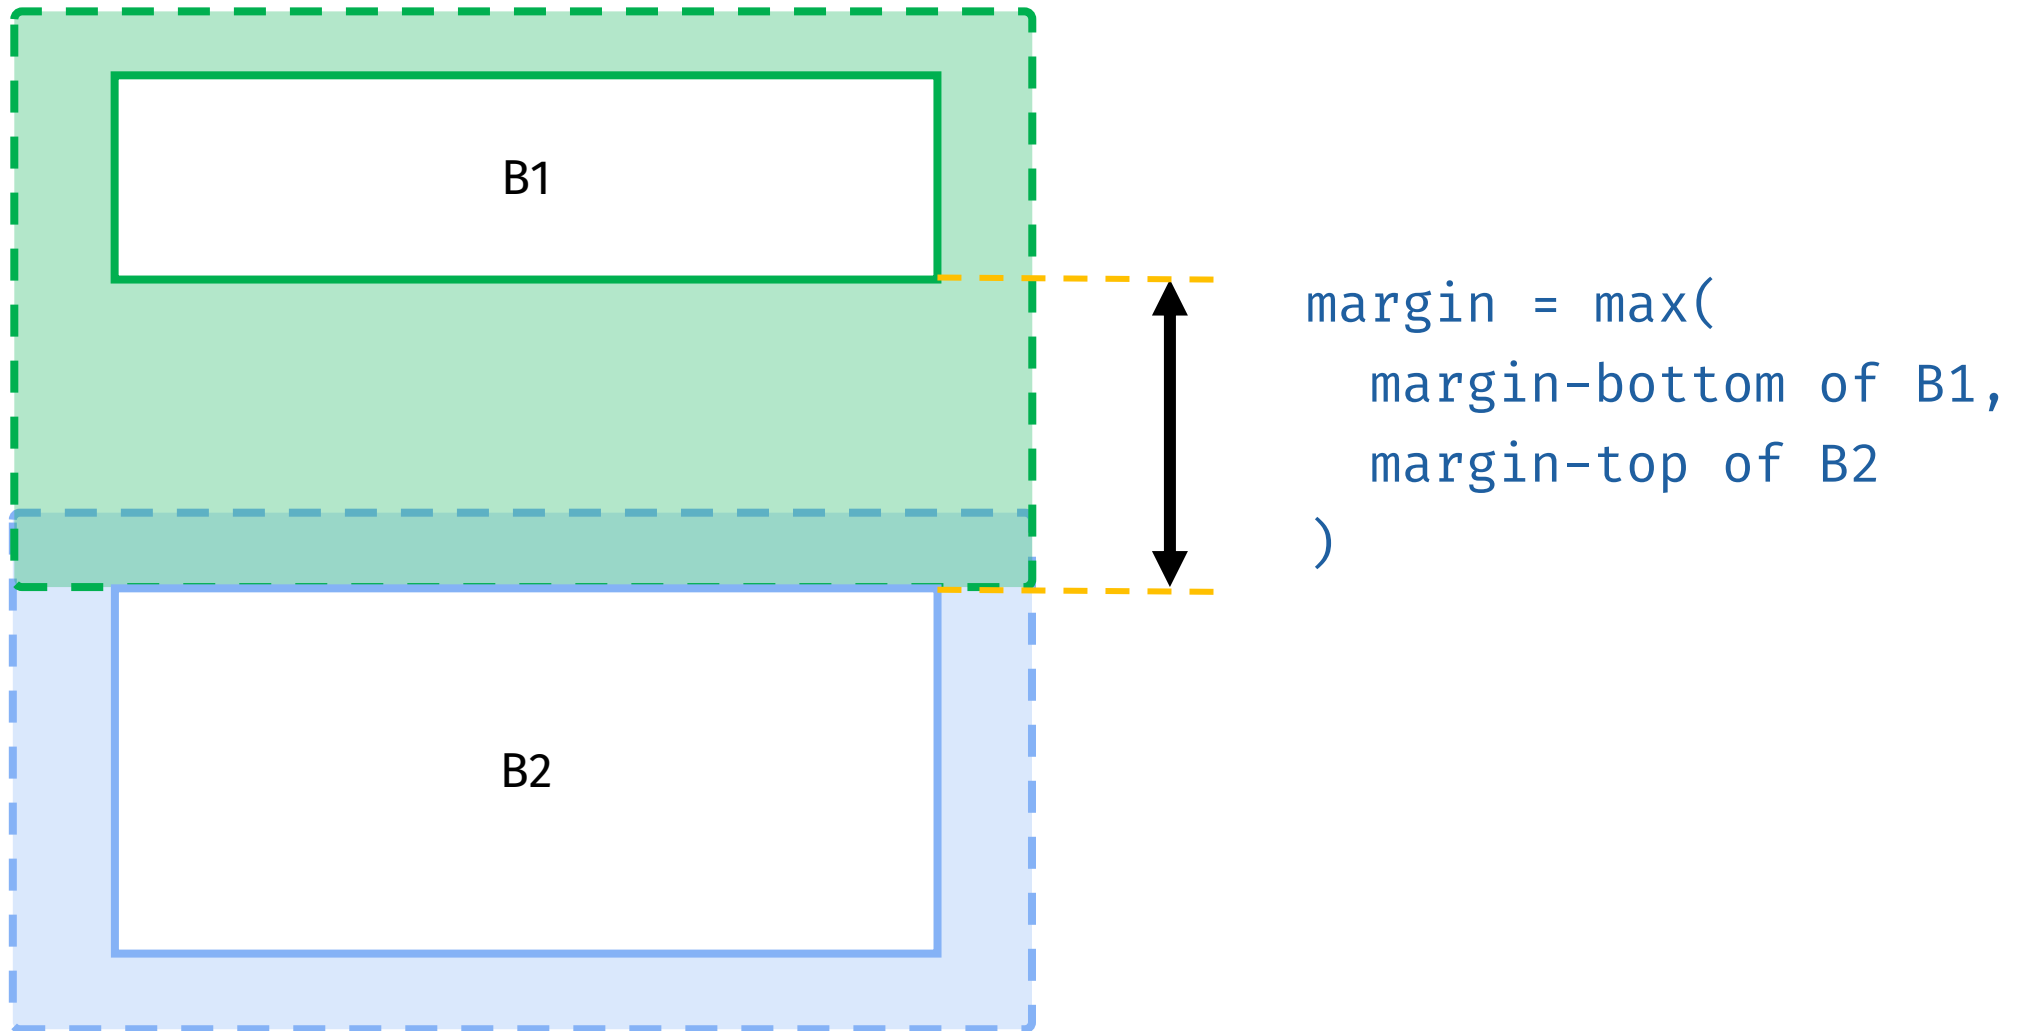 B1
margin = max(
margin-bottom of B1,
margin-top of B2
)
B2